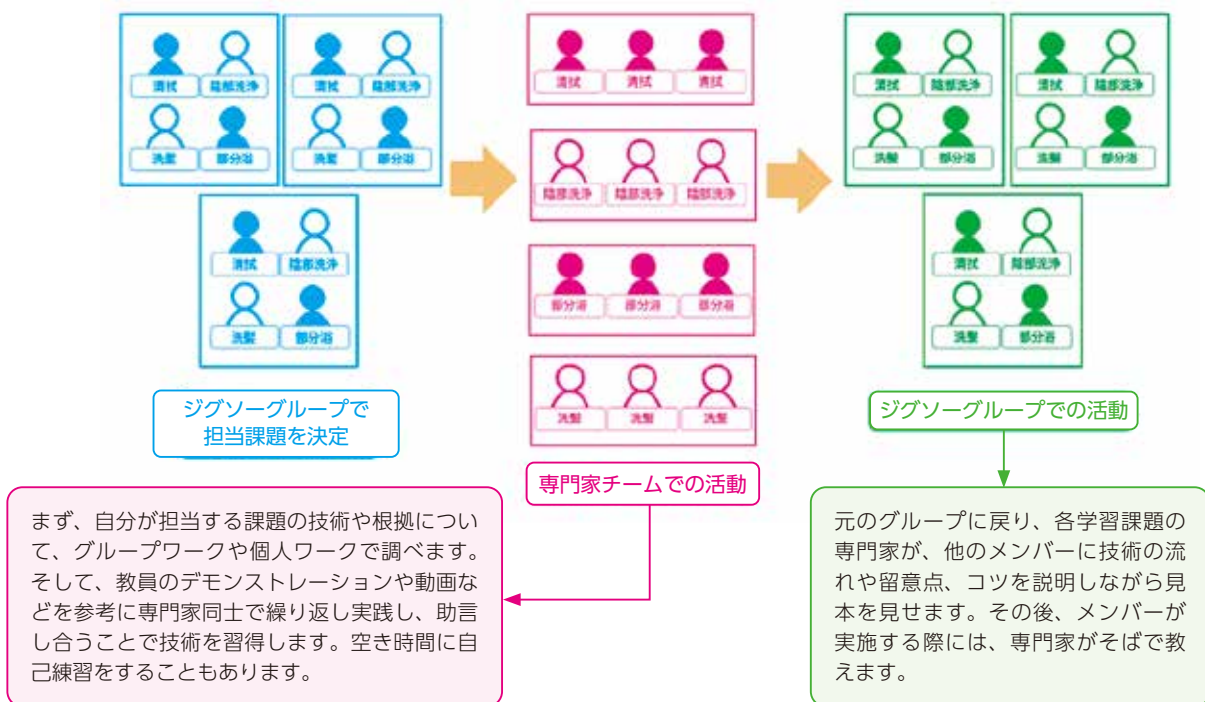 清拭 陰部洗浄
洗髪 部分浴
清拭 陰部洗浄
洗髪 部分浴
清拭 陰部洗浄
洗髪 部分浴
ジグソーグループで
担当課題を決定
清拭 清拭 清拭
陰部洗浄 陰部洗浄 陰部洗浄
部分浴 部分浴 部分浴
洗髪 洗髪 洗髪
専門家チームでの活動
清拭 陰部洗浄
洗髪 部分浴
清拭 陰部洗浄
洗髪 部分浴
清拭 陰部洗浄
洗髪 部分浴
ジグソーグループでの活動
まず、自分が担当する課題の技術や根拠につい
て、グループワークや個人ワークで調べます。
そして、教員のデモンストレーションや動画な
どを参考に専門家同士で繰り返し実践し、助言
し合うことで技術を習得します。空き時間に自
己練習をすることもあります。
元のグループに戻り、各学習課題の
専門家が、他のメンバーに技術の流
れや留意点、コツを説明しながら見
本を見せます。その後、メンバーが
実施する際には、専門家がそばで教
えます。